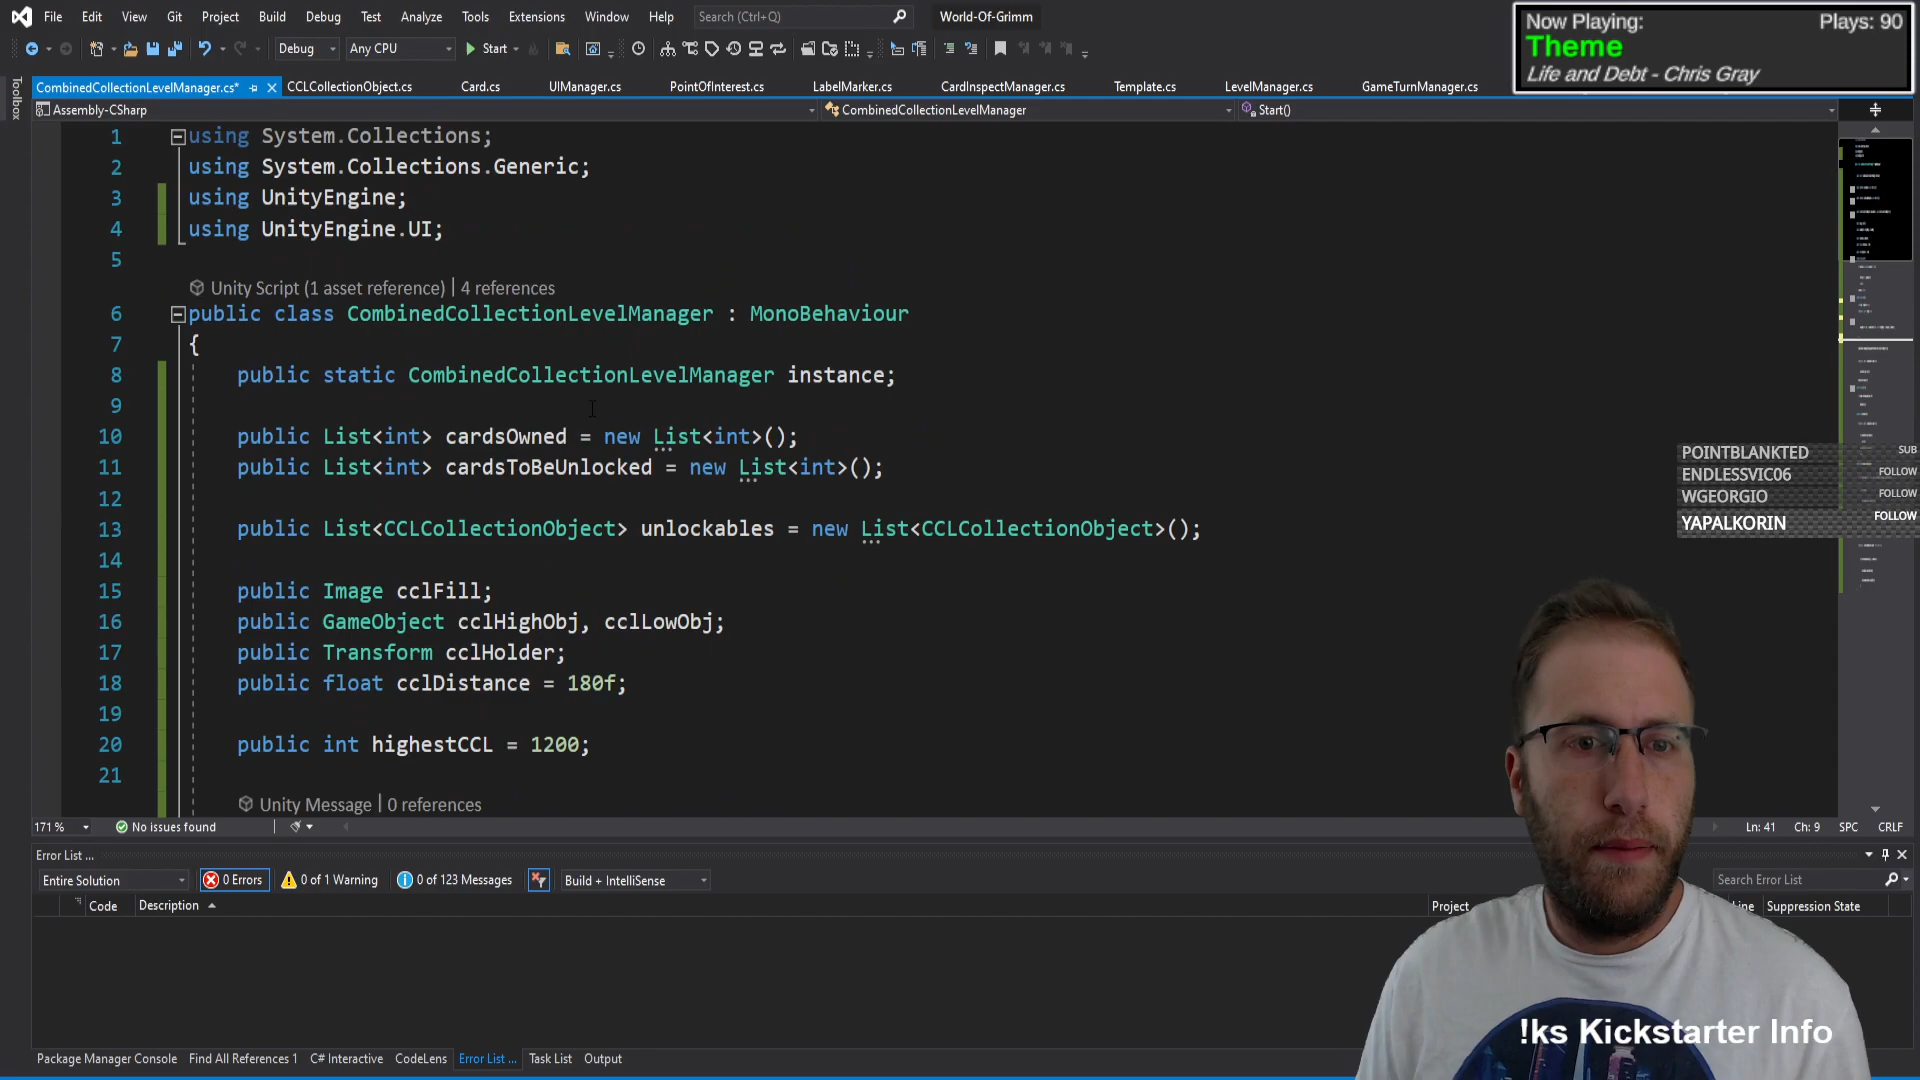 File Edit View Git Project Build Debug Test Analyze Tools Extensions Window Help Search (Ctrl+Q) World-Of-Grimm
Now Playing: Plays: 90
Theme
Life and Debt - Chris Gray
Debug Any CPU Start
CombinedCollectionLevelManager.cs* CCLCollectionObject.cs Card.cs UIManager.cs PointOfInterest.cs LabelMarker.cs CardInspectManager.cs Template.cs LevelManager.cs GameTurnManager.cs
Toolbox
Assembly-CSharp CombinedCollectionLevelManager Start()
1 using System.Collections;
2 using System.Collections.Generic;
3 using UnityEngine;
4 using UnityEngine.UI;
5
Unity Script (1 asset reference) | 4 references
6 public class CombinedCollectionLevelManager : MonoBehaviour
7 {
8 public static CombinedCollectionLevelManager instance;
9
10 public List<int> cardsOwned = new List<int>();
11 public List<int> cardsToBeUnlocked = new List<int>();
12
13 public List<CCLCollectionObject> unlockables = new List<CCLCollectionObject>();
14
15 public Image cclFill;
16 public GameObject cclHighObj, cclLowObj;
17 public Transform cclHolder;
18 public float cclDistance = 180f;
19
20 public int highestCCL = 1200;
21
Unity Message | 0 references
POINTBLANKTED SUB
ENDLESSVIC06 FOLLOW
WGEORGIO FOLLOW
YAPALKORIN FOLLOW
171 % No issues found Ln: 41 Ch: 9 SPC CRLF
Error List ...
Entire Solution 0 Errors 0 of 1 Warning 0 of 123 Messages Build + IntelliSense Search Error List
Code Description Project Line Suppression State
!ks Kickstarter Info
Package Manager Console Find All References 1 C# Interactive CodeLens Error List ... Task List Output